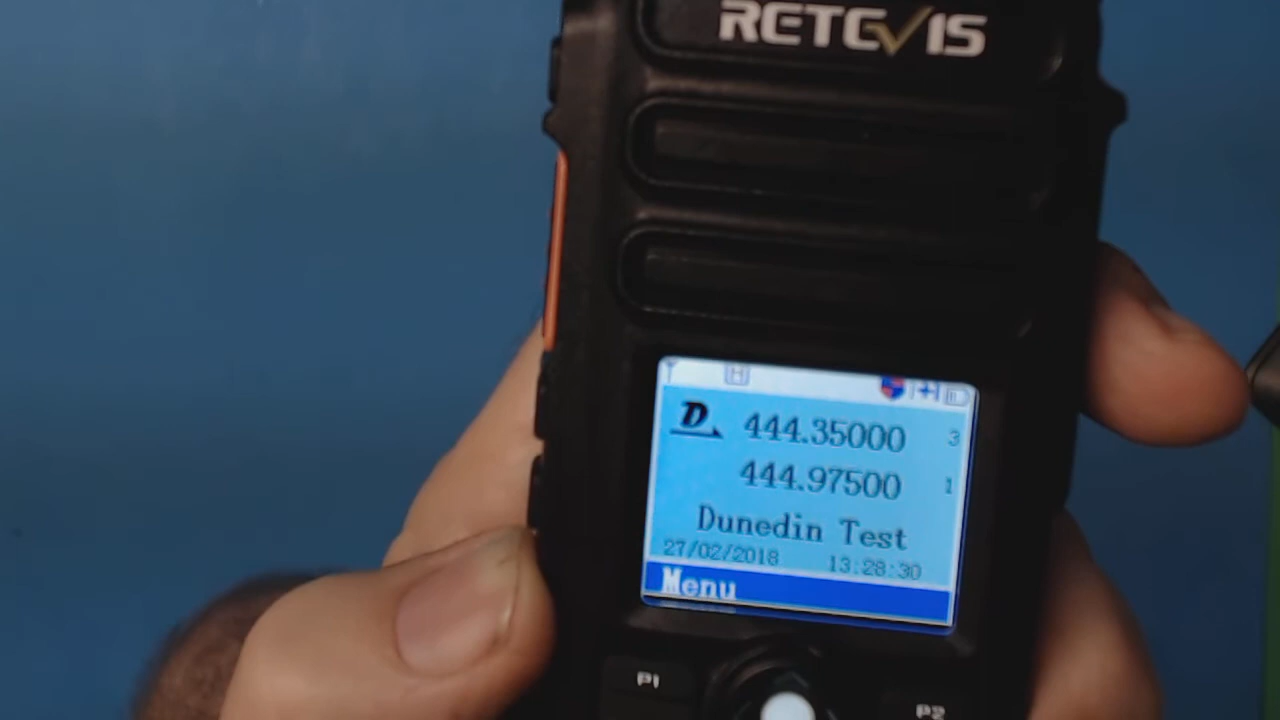 RETEVIS
H
D 444.35000 3
444.97500 1
Dunedin Test
27/02/2018 13:28:30
Menu
P1
P2